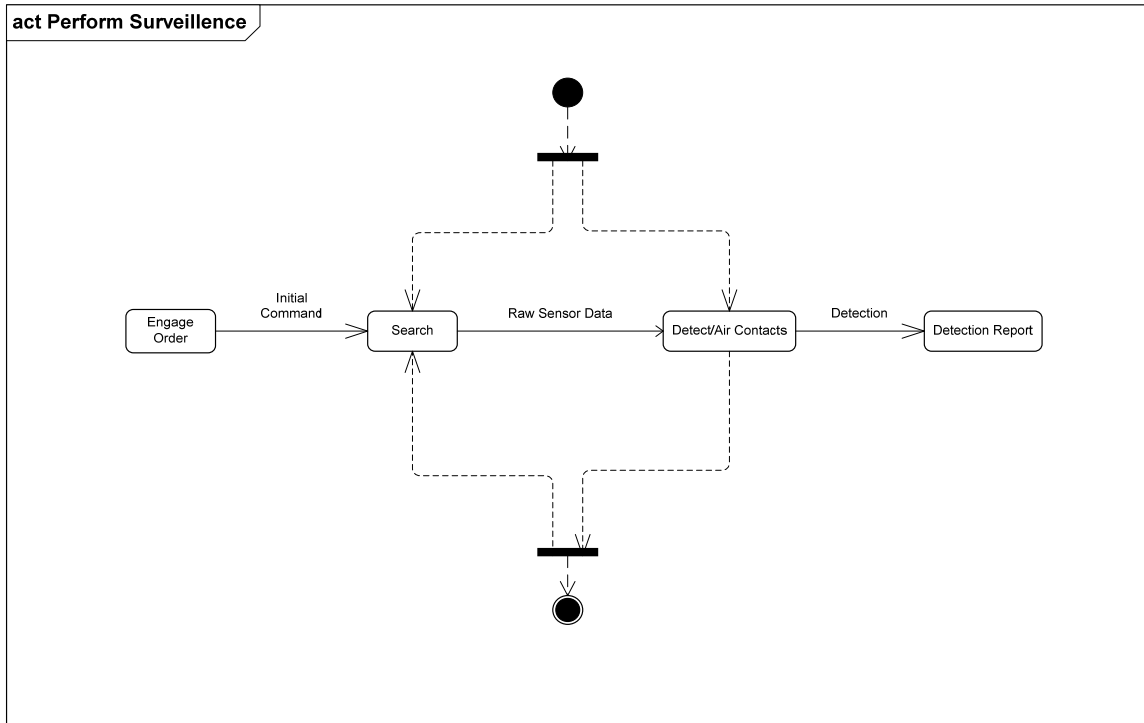 act Perform Surveillence
Initial
Command
Raw Sensor Data
Detection
Engage
Order
Search
Detect/Air Contacts
Detection Report